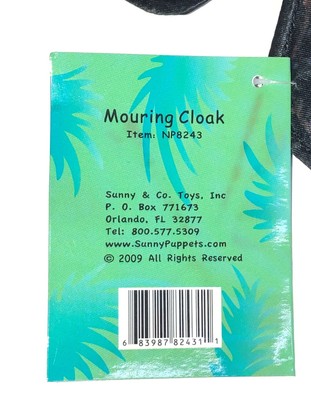 Mouring Cloak
Item: NP8243
Sunny & Co. Toys, Inc
P. O. Box 771673
Orlando, FL 32877
Tel: 800.577.5309
www.SunnyPuppets.com
© 2009 All Rights Reserved
6 83987 82431 1